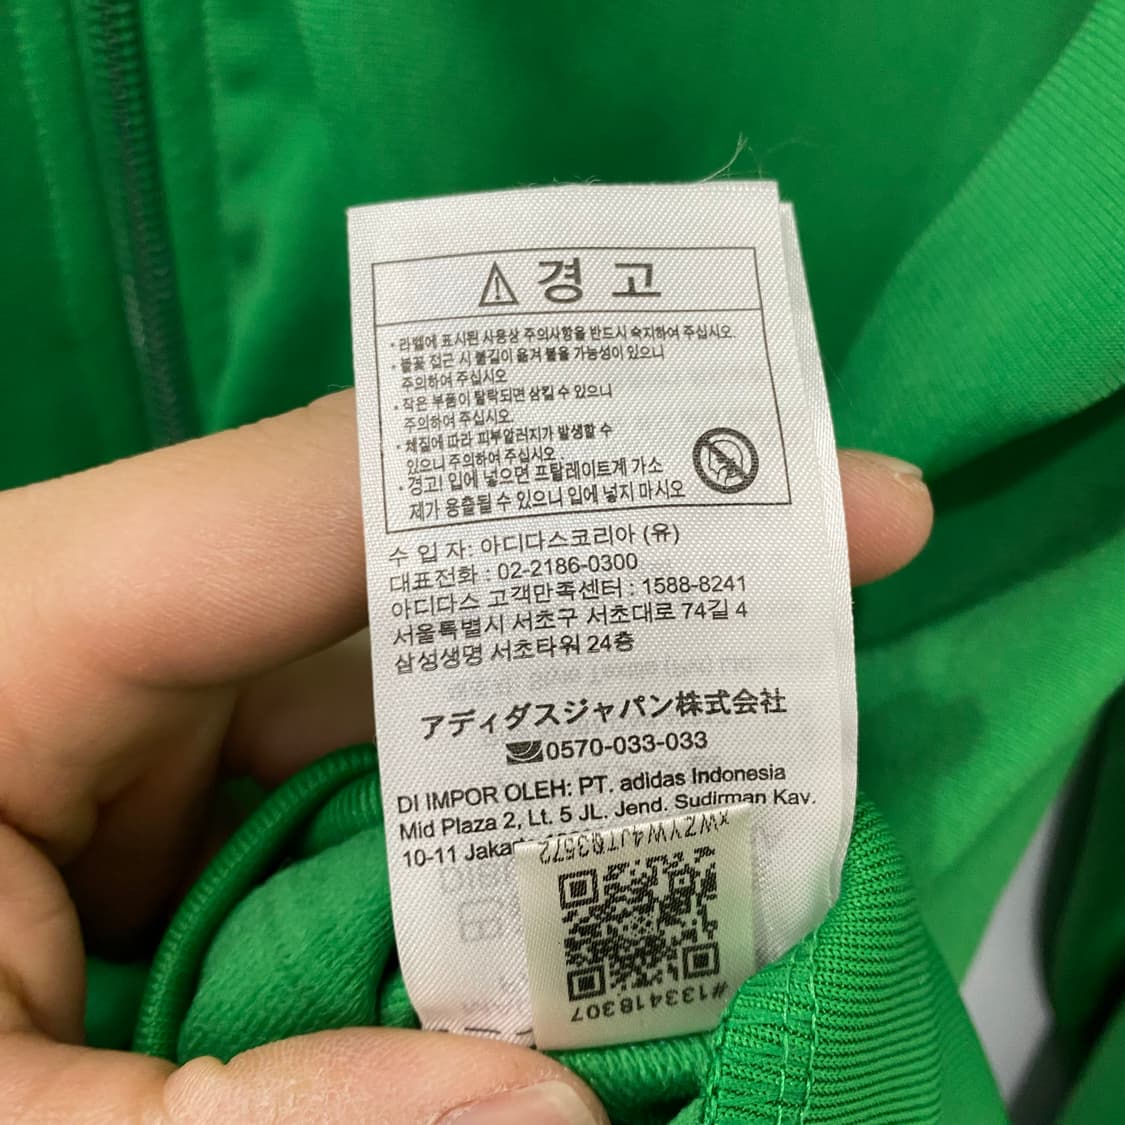 ⚠경 고
·라벨에 표시된 사용상 주의사항을 반드시 숙지하여 주십시오.
·불꽃 접근 시 불길이 옮겨 붙을 가능성이 있으니
주의하여 주십시오
·작은 부품이 탈락되면 삼킬 수 있으니
주의하여 주십시오.
·체질에 따라 피부알러지가 발생할 수
있으니 주의하여 주십시오.
·경고! 입에 넣으면 프탈레이트계 가소
제가 용출될 수 있으니 입에 넣지 마시오
수 입 자: 아디다스코리아 (유)
대표전화 : 02-2186-0300
아디다스 고객만족센터 : 1588-8241
서울특별시 서초구 서초대로 74길 4
삼성생명 서초타워 24층
アディダスジャパン株式会社
0570-033-033
DI IMPOR OLEH: PT. adidas Indonesia
Mid Plaza 2, Lt. 5 JL. Jend. Sudirman Kav.
10-11
#133418307